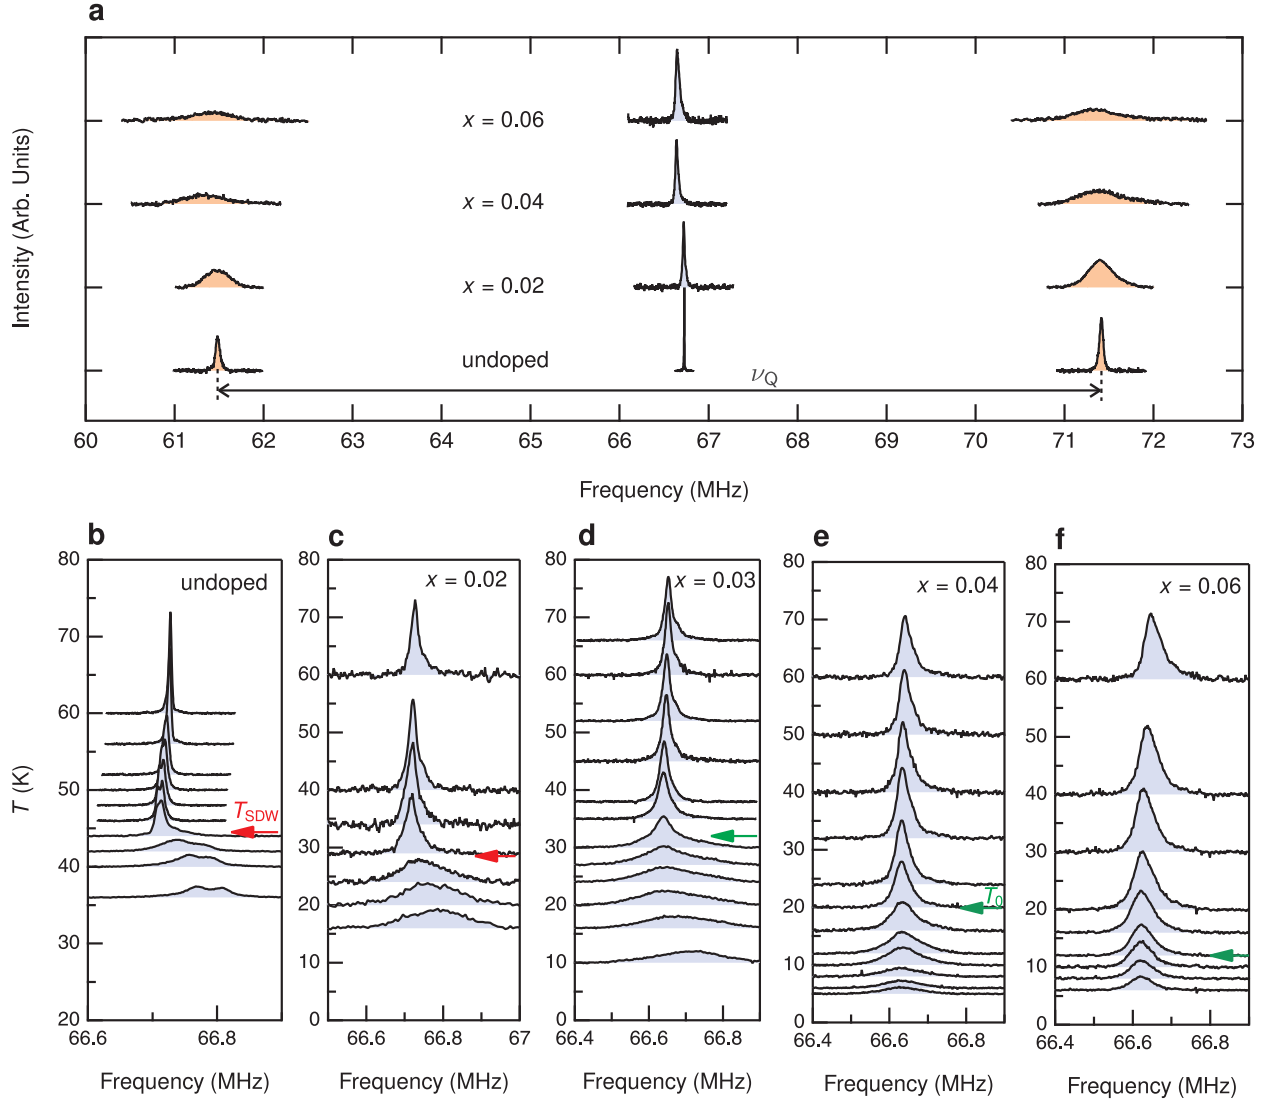 a
Intensity (Arb. Units)
x = 0.06
x = 0.04
x = 0.02
undoped
νQ
60 61 62 63 64 65 66 67 68 69 70 71 72 73
Frequency (MHz)
b
undoped
T (K)
80
70
60
50
40
30
20
TSDW
66.6 66.8
Frequency (MHz)
c
x = 0.02
80
70
60
50
40
30
20
10
0
66.6 66.8 67
Frequency (MHz)
d
x = 0.03
80
70
60
50
40
30
20
10
0
66.4 66.6 66.8
Frequency (MHz)
e
x = 0.04
80
70
60
50
40
30
20
10
0
T0
66.4 66.6 66.8
Frequency (MHz)
f
x = 0.06
80
70
60
50
40
30
20
10
0
66.4 66.6 66.8
Frequency (MHz)